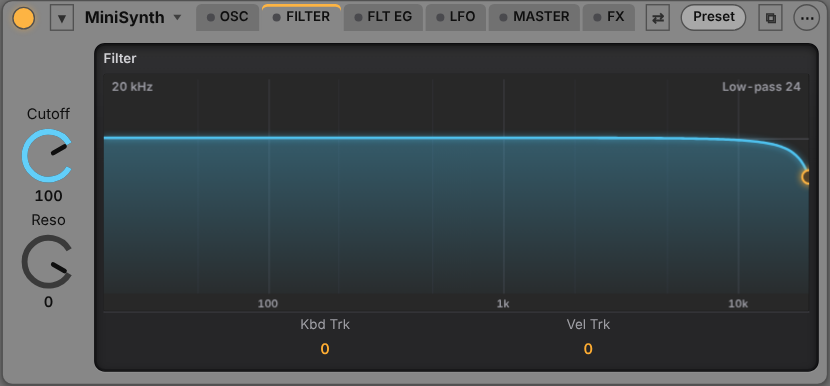 MiniSynth
OSC
FILTER
FLT EG
LFO
MASTER
FX
Preset
Filter
20 kHz
Low-pass 24
Cutoff
100
Reso
0
100
1k
10k
Kbd Trk
Vel Trk
0
0